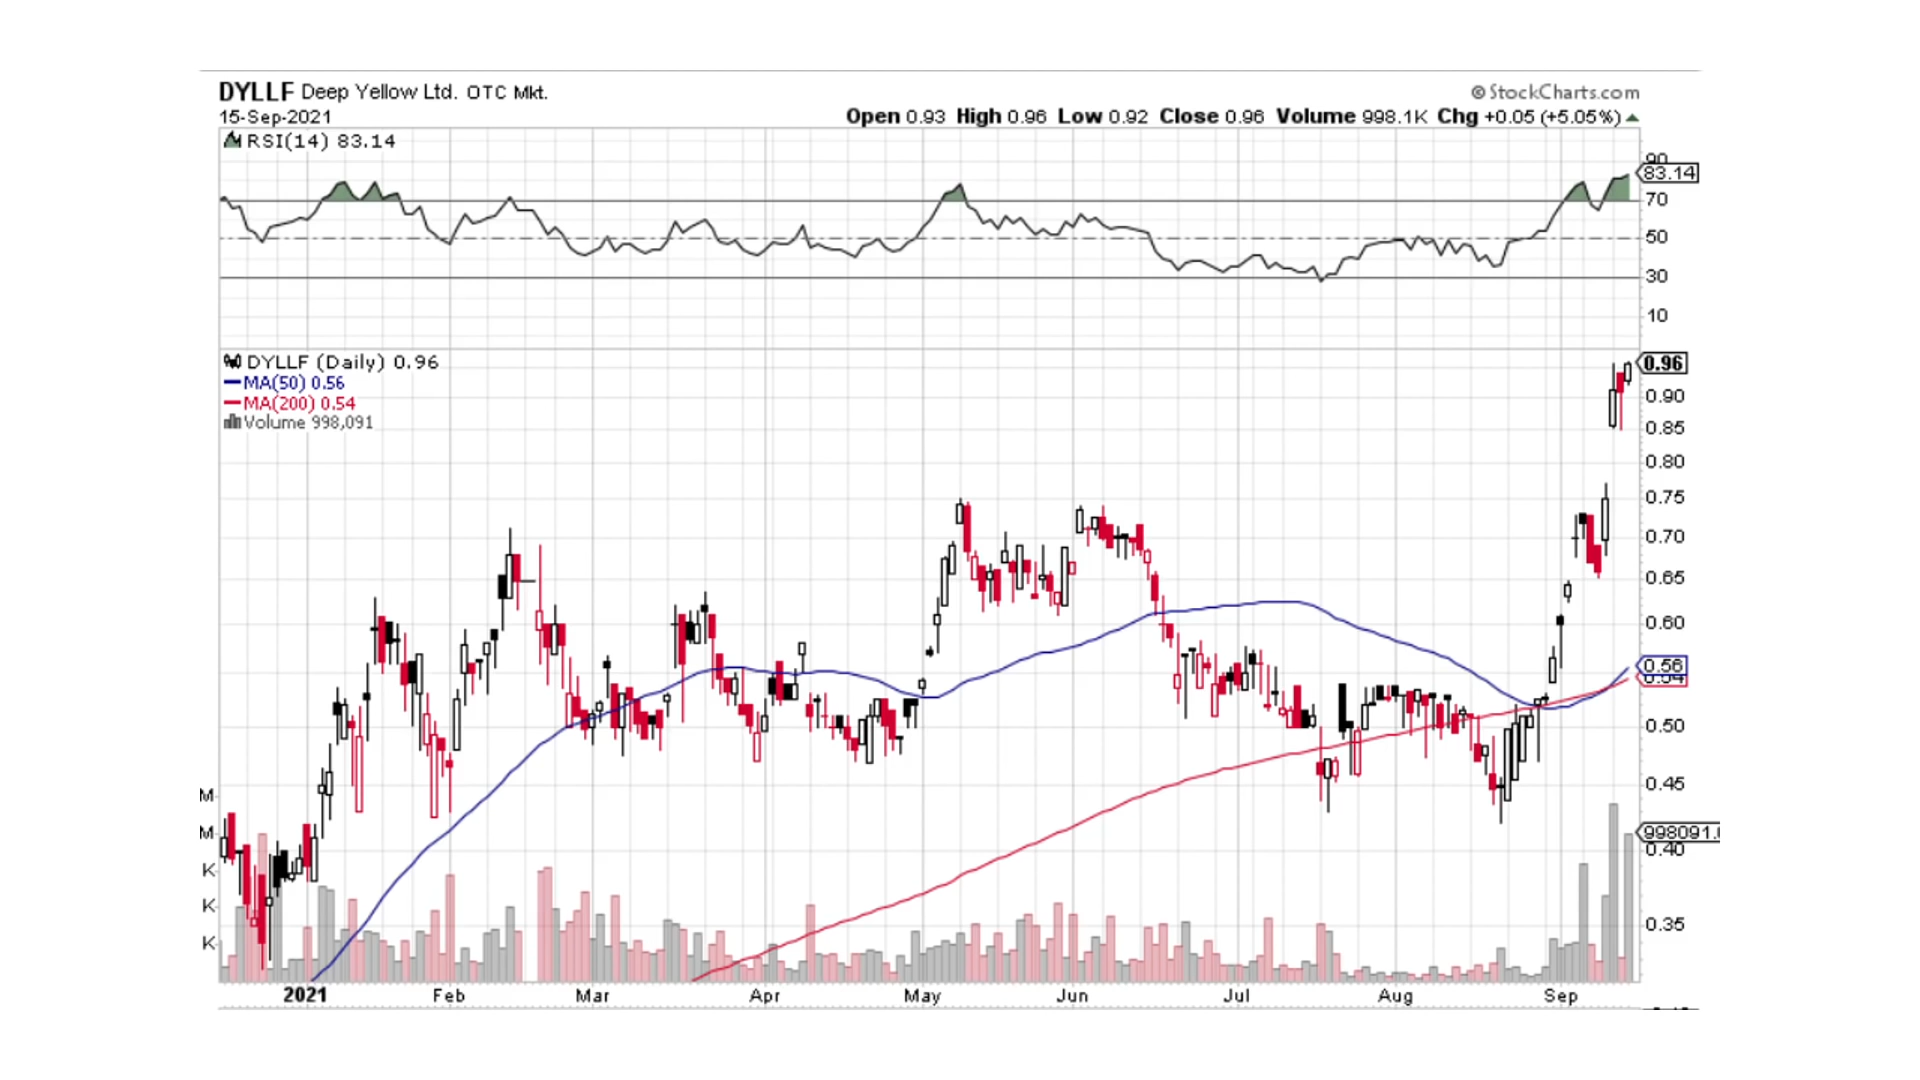 DYLLF Deep Yellow Ltd. OTC Mkt.
© StockCharts.com
15-Sep-2021
Open 0.93 High 0.96 Low 0.92 Close 0.96 Volume 998.1K Chg +0.05 (+5.05%)
RSI(14) 83.14
90
83.14
70
50
30
10
DYLLF (Daily) 0.96
MA(50) 0.56
MA(200) 0.54
Volume 998,091
0.96
0.90
0.85
0.80
0.75
0.70
0.65
0.60
0.56
0.54
0.50
0.45
M
M
998091.
0.40
K
K
0.35
K
2021 Feb Mar Apr May Jun Jul Aug Sep